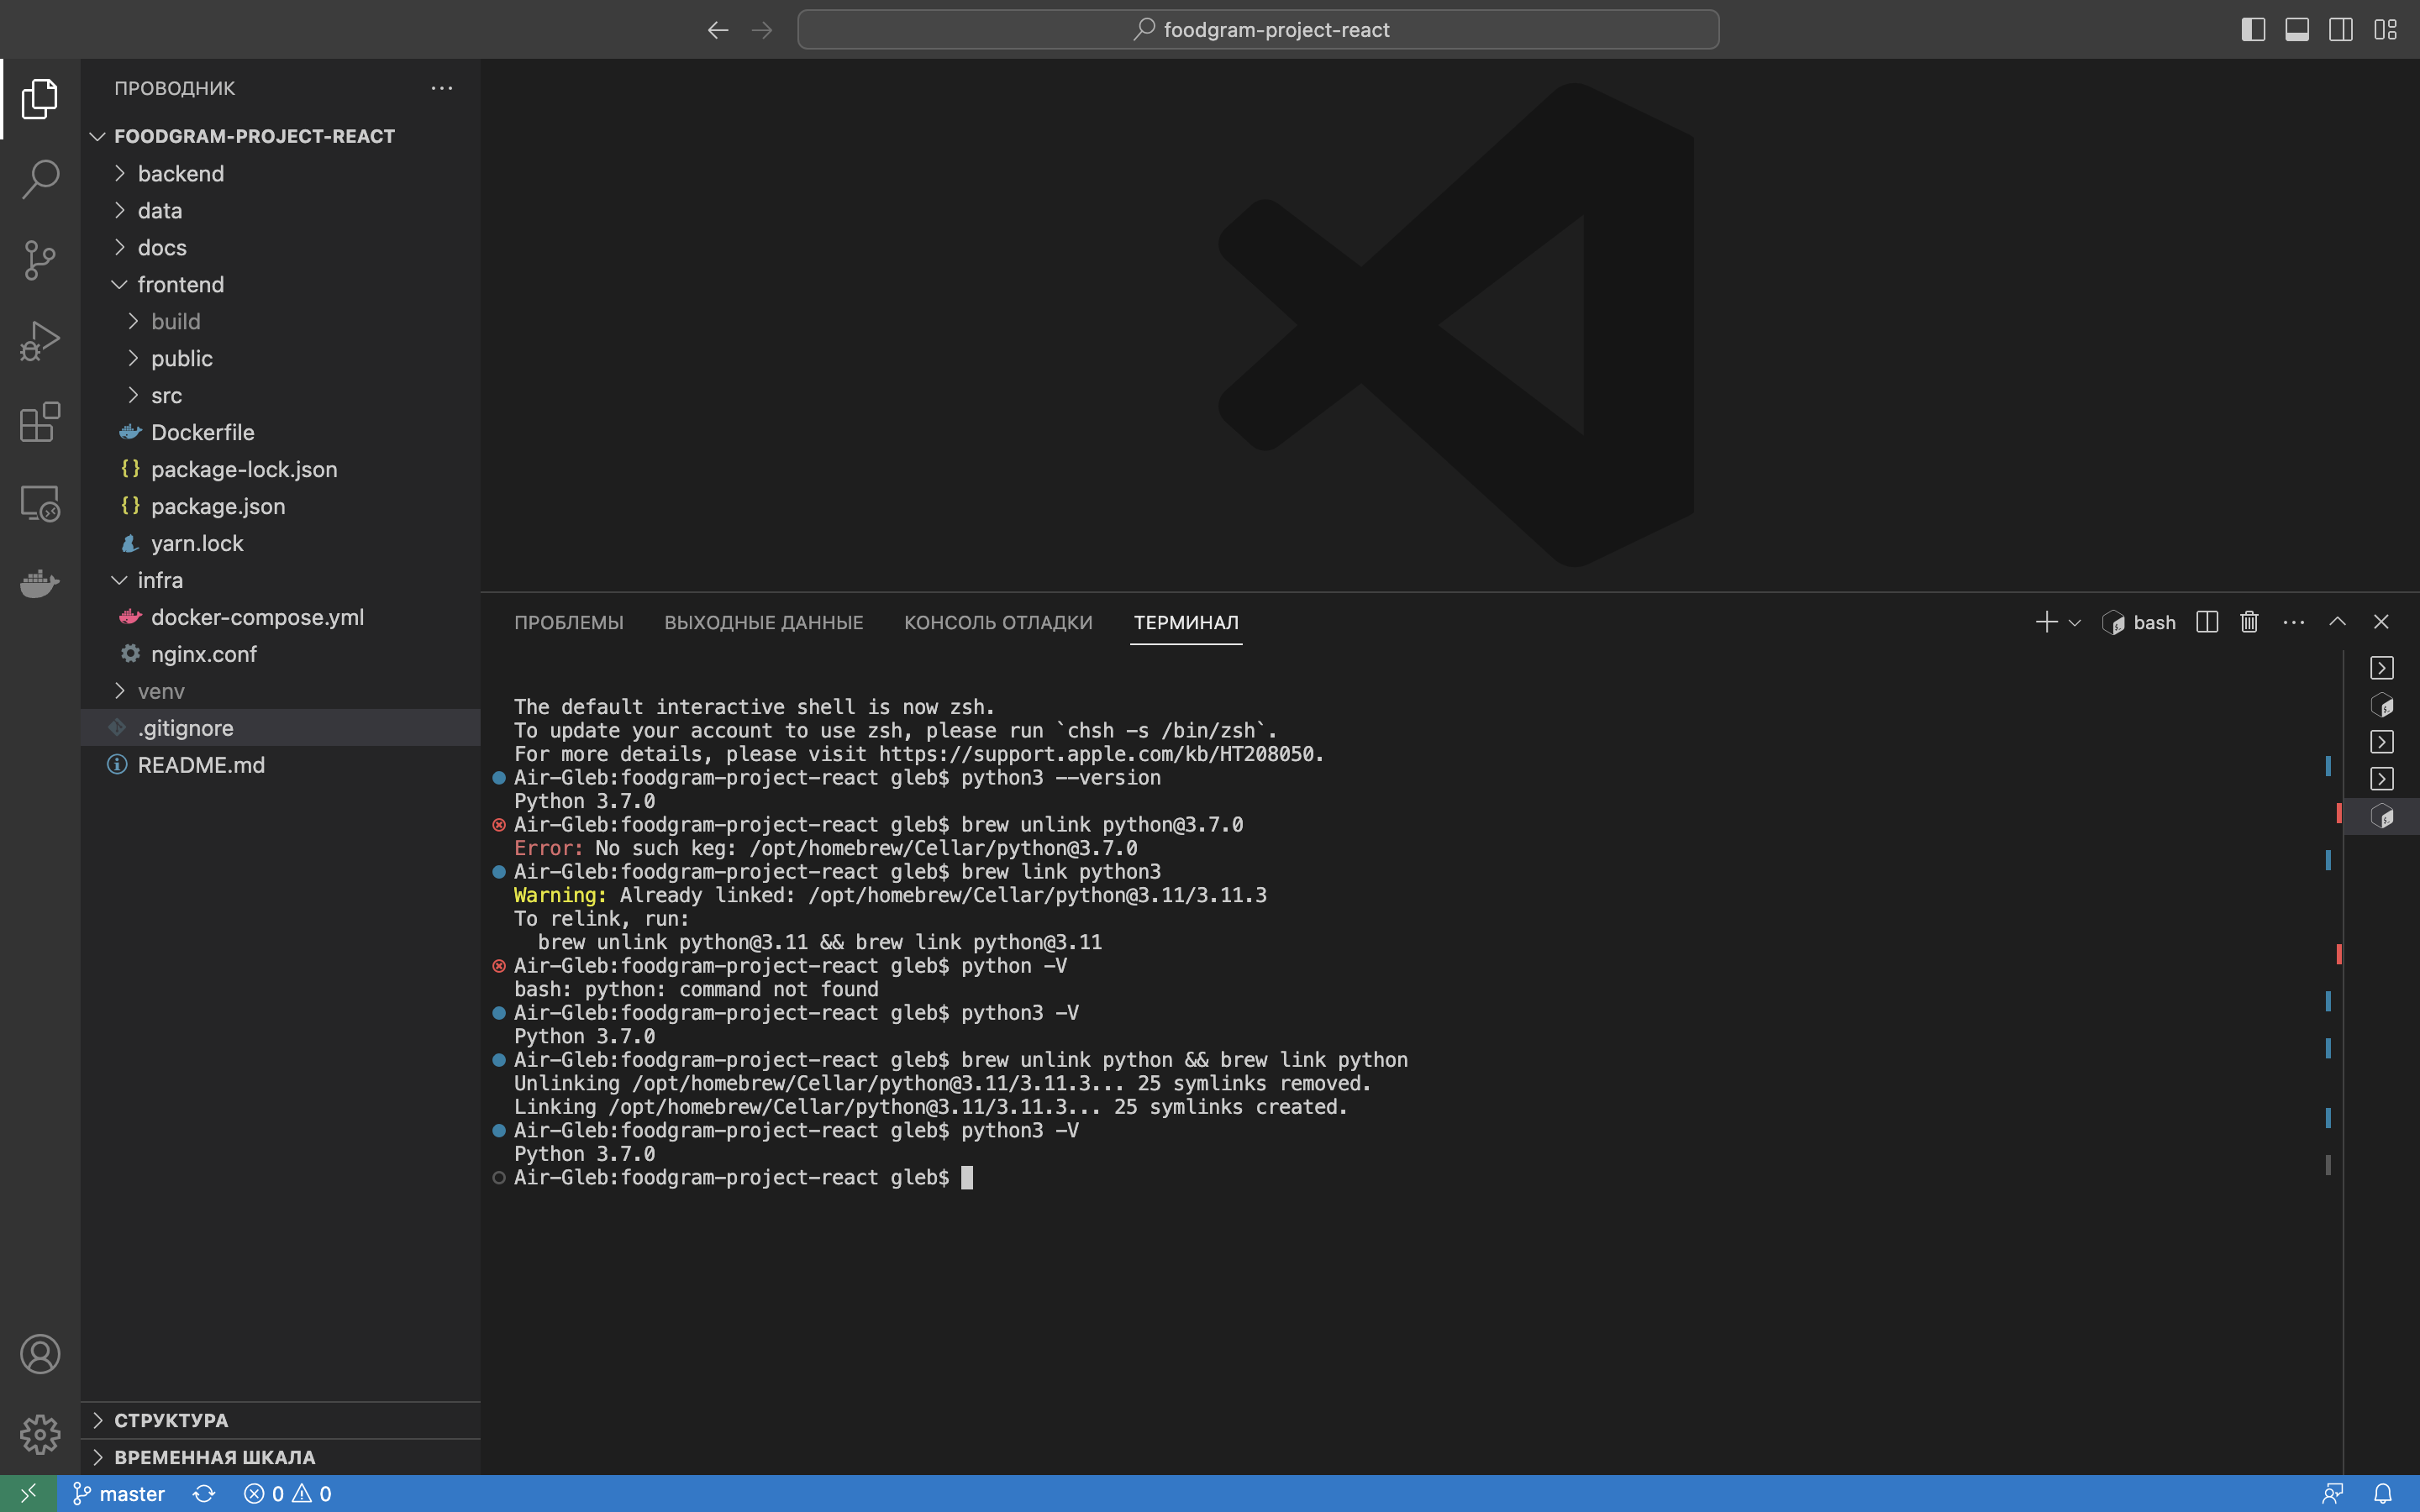 foodgram-project-react
ПРОВОДНИК
FOODGRAM-PROJECT-REACT
backend
data
docs
frontend
build
public
src
Dockerfile
package-lock.json
package.json
yarn.lock
infra
docker-compose.yml
nginx.conf
venv
.gitignore
README.md
СТРУКТУРА
ВРЕМЕННАЯ ШКАЛА
ПРОБЛЕМЫ ВЫХОДНЫЕ ДАННЫЕ КОНСОЛЬ ОТЛАДКИ ТЕРМИНАЛ
bash
The default interactive shell is now zsh.
To update your account to use zsh, please run `chsh -s /bin/zsh`.
For more details, please visit https://support.apple.com/kb/HT208050.
Air-Gleb:foodgram-project-react gleb$ python3 --version
Python 3.7.0
Air-Gleb:foodgram-project-react gleb$ brew unlink python@3.7.0
Error: No such keg: /opt/homebrew/Cellar/python@3.7.0
Air-Gleb:foodgram-project-react gleb$ brew link python3
Warning: Already linked: /opt/homebrew/Cellar/python@3.11/3.11.3
To relink, run:
brew unlink python@3.11 && brew link python@3.11
Air-Gleb:foodgram-project-react gleb$ python -V
bash: python: command not found
Air-Gleb:foodgram-project-react gleb$ python3 -V
Python 3.7.0
Air-Gleb:foodgram-project-react gleb$ brew unlink python && brew link python
Unlinking /opt/homebrew/Cellar/python@3.11/3.11.3... 25 symlinks removed.
Linking /opt/homebrew/Cellar/python@3.11/3.11.3... 25 symlinks created.
Air-Gleb:foodgram-project-react gleb$ python3 -V
Python 3.7.0
Air-Gleb:foodgram-project-react gleb$
master 0 0